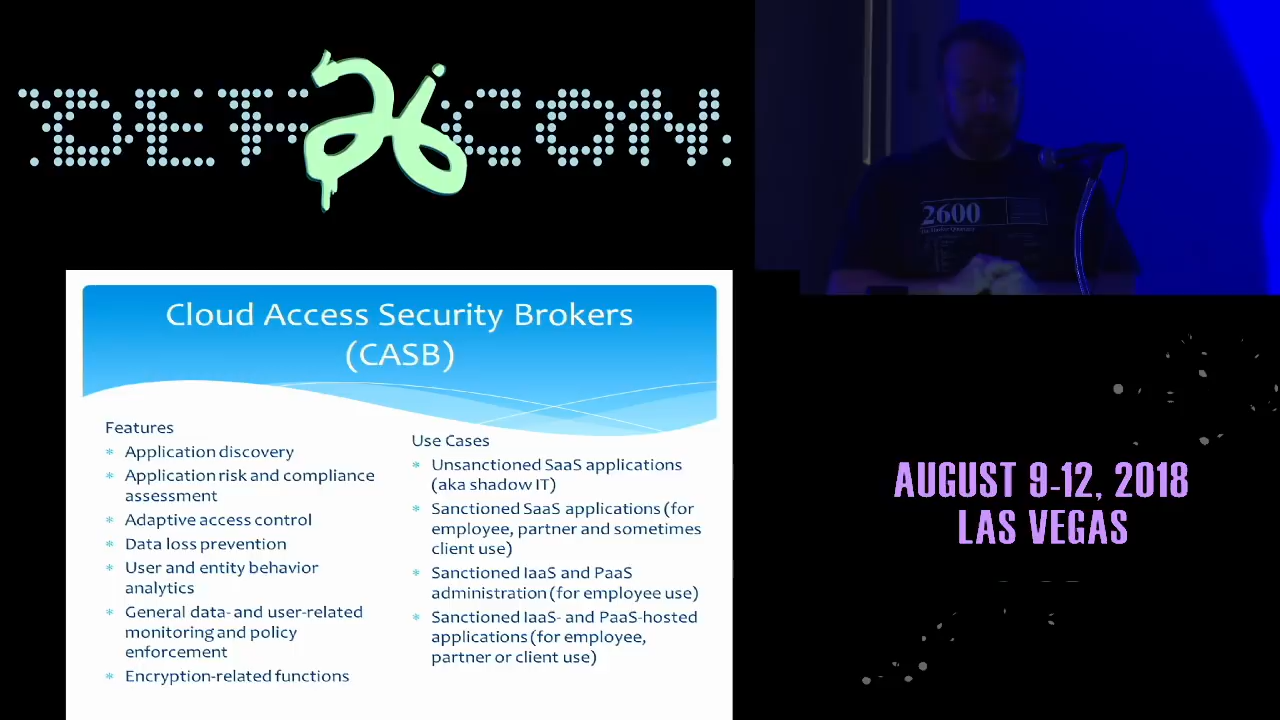 DEF 26 CON
2600
Cloud Access Security Brokers
(CASB)
Features
* Application discovery
* Application risk and compliance
assessment
* Adaptive access control
* Data loss prevention
* User and entity behavior
analytics
* General data- and user-related
monitoring and policy
enforcement
* Encryption-related functions
Use Cases
* Unsanctioned SaaS applications
(aka shadow IT)
* Sanctioned SaaS applications (for
employee, partner and sometimes
client use)
* Sanctioned IaaS and PaaS
administration (for employee use)
* Sanctioned IaaS- and PaaS-hosted
applications (for employee,
partner or client use)
AUGUST 9-12, 2018
LAS VEGAS